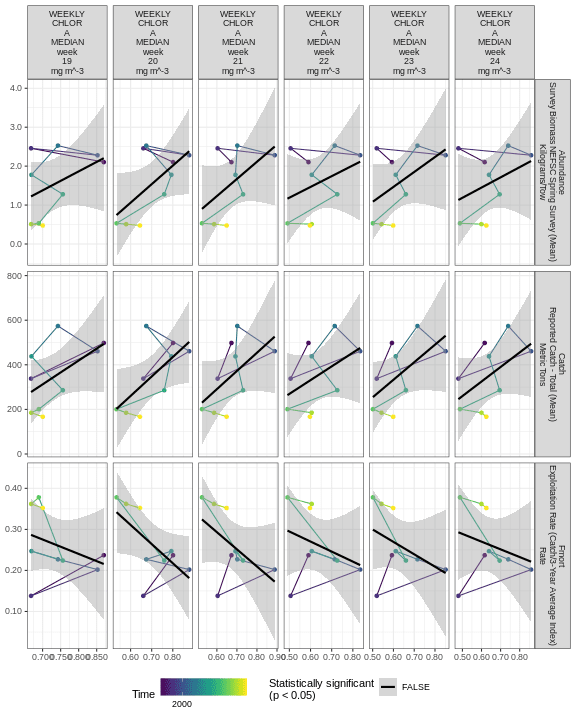 WEEKLY
CHLOR
A
MEDIAN
week
19
mg m^-3
WEEKLY
CHLOR
A
MEDIAN
week
20
mg m^-3
WEEKLY
CHLOR
A
MEDIAN
week
21
mg m^-3
WEEKLY
CHLOR
A
MEDIAN
week
22
mg m^-3
WEEKLY
CHLOR
A
MEDIAN
week
23
mg m^-3
WEEKLY
CHLOR
A
MEDIAN
week
24
mg m^-3
4.0
3.0
2.0
1.0
0.0
Abundance
Survey Biomass NEFSC Spring Survey (Mean)
Kilograms/Tow
800
600
400
200
0
Catch
Reported Catch - Total (Mean)
Metric Tons
0.40
0.30
0.20
0.10
Fmort
Exploitation Rate (Catch/3-Year Average Index)
Rate
0.700 0.750 0.800 0.850
0.60 0.70 0.80
0.60 0.70 0.80 0.90
0.50 0.60 0.70 0.80
0.50 0.60 0.70 0.80
0.50 0.60 0.70 0.80
Time
2000
Statistically significant
(p < 0.05)
FALSE